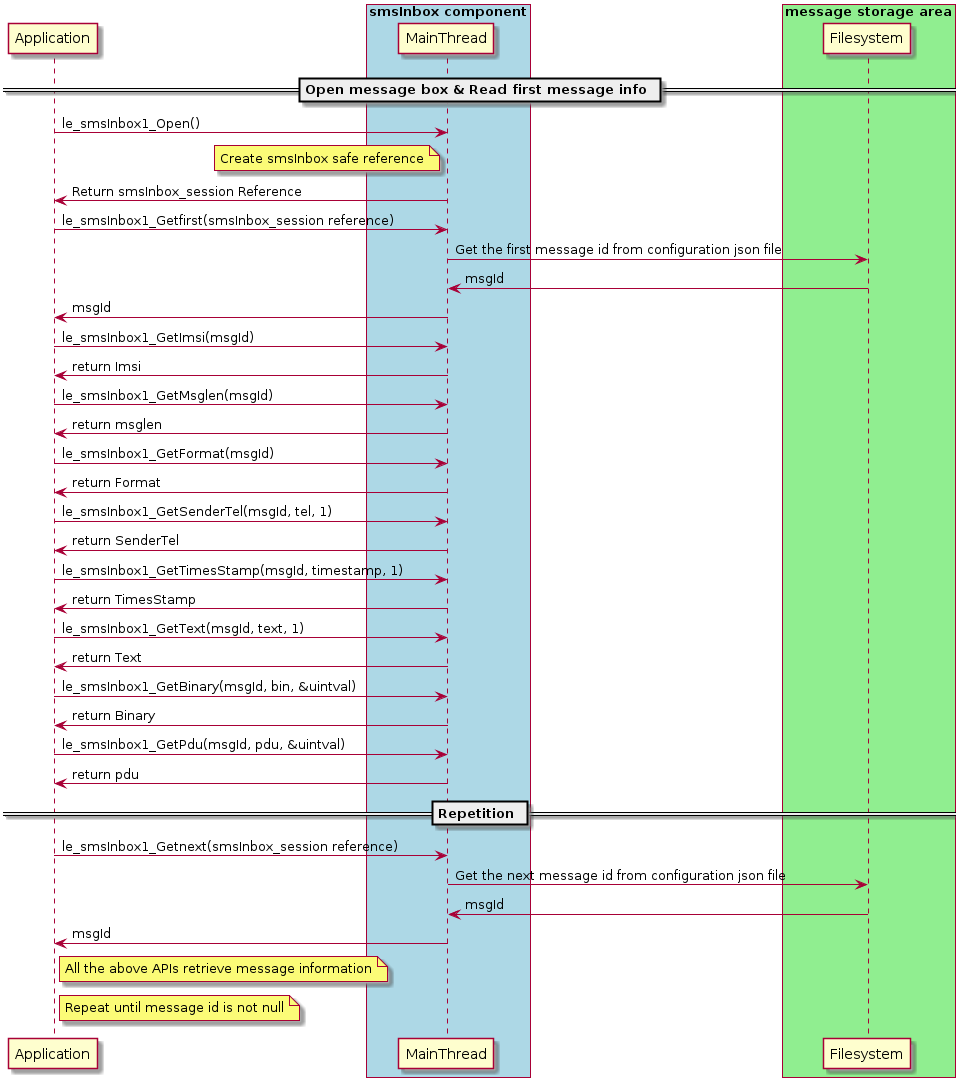 smsInbox component
message storage area
Application
MainThread
Filesystem
Open message box & Read first message info
le_smsInbox1_Open()
Create smsInbox safe reference
Return smsInbox_session Reference
le_smsInbox1_Getfirst(smsInbox_session reference)
Get the first message id from configuration json file
msgId
msgId
le_smsInbox1_GetImsi(msgId)
return Imsi
le_smsInbox1_GetMsglen(msgId)
return msglen
le_smsInbox1_GetFormat(msgId)
return Format
le_smsInbox1_GetSenderTel(msgId, tel, 1)
return SenderTel
le_smsInbox1_GetTimesStamp(msgId, timestamp, 1)
return TimesStamp
le_smsInbox1_GetText(msgId, text, 1)
return Text
le_smsInbox1_GetBinary(msgId, bin, &uintval)
return Binary
le_smsInbox1_GetPdu(msgId, pdu, &uintval)
return pdu
Repetition
le_smsInbox1_Getnext(smsInbox_session reference)
Get the next message id from configuration json file
msgId
msgId
All the above APIs retrieve message information
Repeat until message id is not null
Application
MainThread
Filesystem